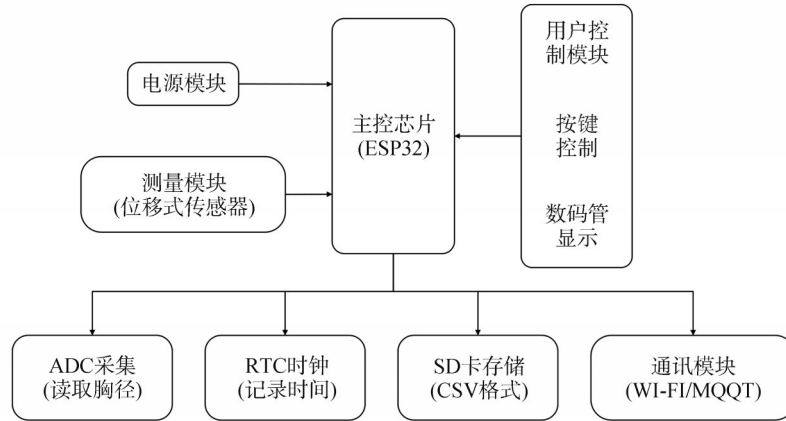 电源模块
测量模块
(位移式传感器)
主控芯片
(ESP32)
用户控
制模块
按键
控制
数码管
显示
ADC采集
(读取胸径)
RTC时钟
(记录时间)
SD卡存储
(CSV格式)
通讯模块
(WI-FI/MQQT)